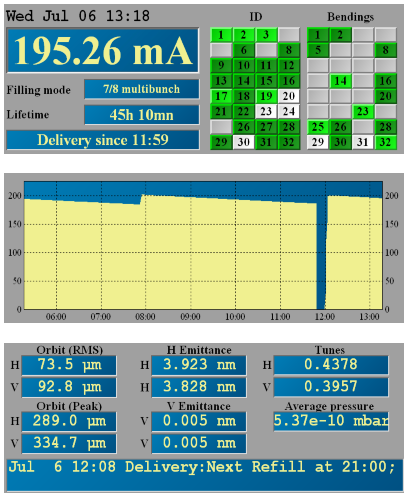 Wed Jul 06 13:18
195.26 mA
Filling mode 7/8 multibunch
Lifetime 45h 10mn
Delivery since 11:59
ID
1 2 3
6 8
9 10 11 12
13 14 15 16
17 18 19 20
21 22 23 24
26 27 28
29 30 31 32
Bendings
1 2
5 8
14 16
20
23
25 26 28
29 30 31 32
200
150
100
50
0
200
150
100
50
0
06:00 07:00 08:00 09:00 10:00 11:00 12:00 13:00
Orbit (RMS) H Emittance Tunes
H 73.5 µm H 3.923 nm H 0.4378
V 92.8 µm H 3.828 nm V 0.3957
Orbit (Peak) V Emittance Average pressure
H 289.0 µm V 0.005 nm 5.37e-10 mbar
V 334.7 µm V 0.005 nm
Jul 6 12:08 Delivery:Next Refill at 21:00;